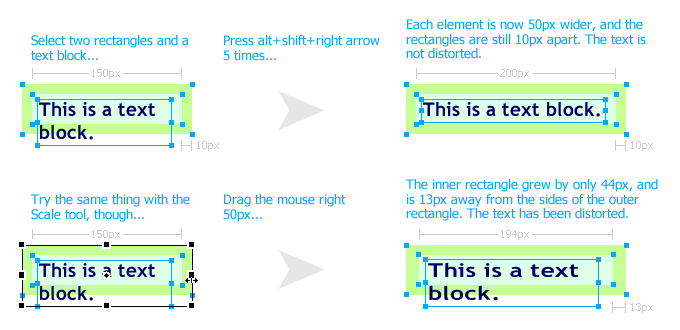 Select two rectangles and a
text block...
Press alt+shift+right arrow
5 times...
Each element is now 50px wider, and the
rectangles are still 10px apart. The text is
not distorted.
150px
200px
This is a text
block.
This is a text block.
10px
10px
Try the same thing with the
Scale tool, though...
Drag the mouse right
50px...
The inner rectangle grew by only 44px, and
is 13px away from the sides of the outer
rectangle. The text has been distorted.
150px
194px
This is a text
block.
This is a text
block.
13px